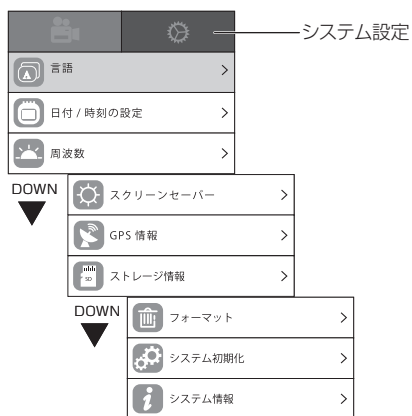 システム設定
言語
日付 / 時刻の設定
周波数
DOWN
スクリーンセーバー
GPS 情報
SD
ストレージ情報
DOWN
フォーマット
システム初期化
システム情報